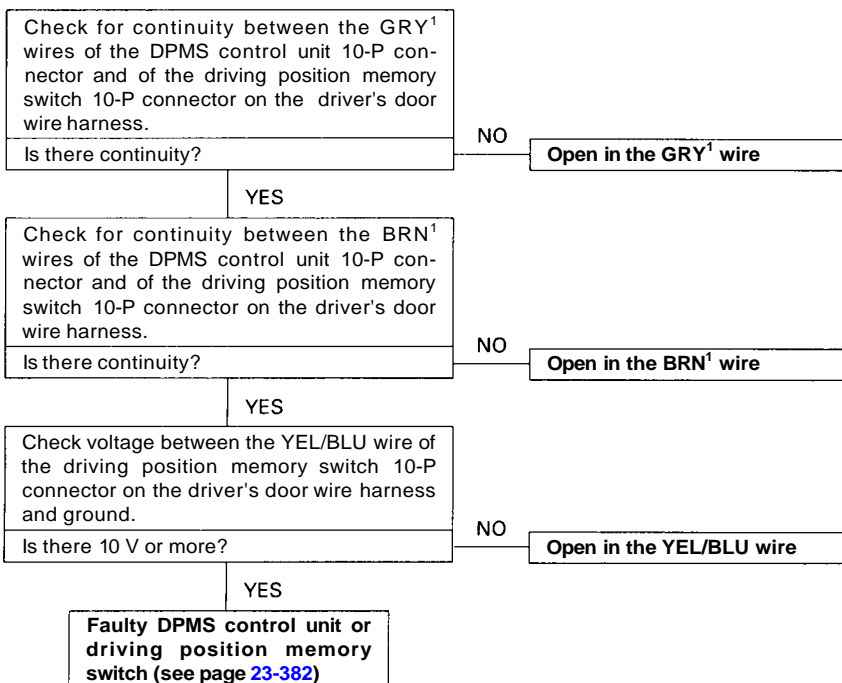 Check for continuity between the GRY¹
wires of the DPMS control unit 10-P con-
nector and of the driving position memory
switch 10-P connector on the driver's door
wire harness.
Is there continuity?
NO
Open in the GRY¹ wire
YES
Check for continuity between the BRN¹
wires of the DPMS control unit 10-P con-
nector and of the driving position memory
switch 10-P connector on the driver's door
wire harness.
Is there continuity?
NO
Open in the BRN¹ wire
YES
Check voltage between the YEL/BLU wire of
the driving position memory switch 10-P
connector on the driver's door wire harness
and ground.
Is there 10 V or more?
NO
Open in the YEL/BLU wire
YES
Faulty DPMS control unit or
driving position memory
switch (see page 23-382)